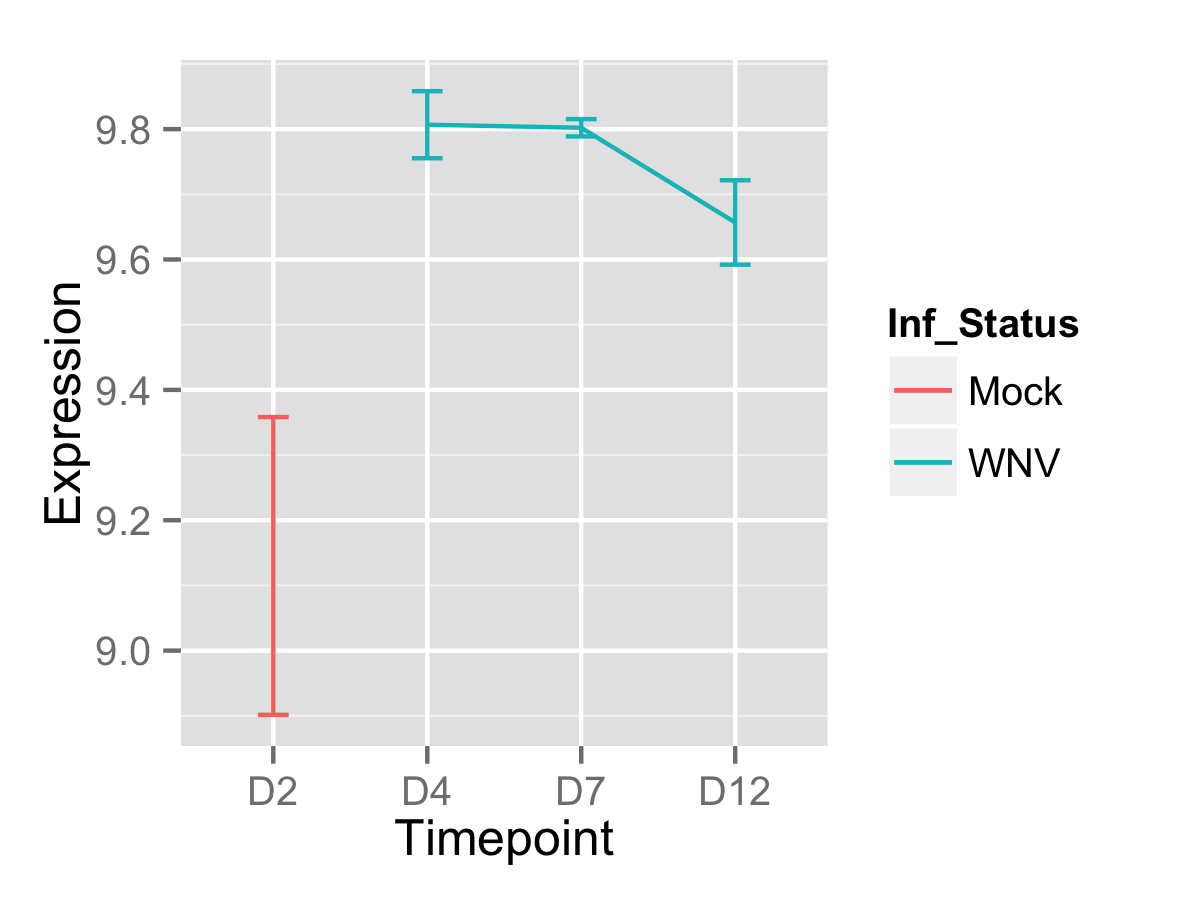 Expression
9.8
9.6
9.4
9.2
9.0
D2 D4 D7 D12
Timepoint
Inf_Status
Mock
WNV